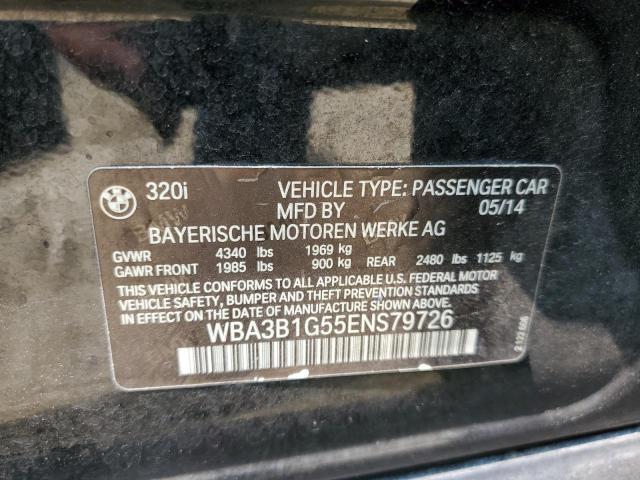 320i VEHICLE TYPE: PASSENGER CAR
MFD BY 05/14
BAYERISCHE MOTOREN WERKE AG
GVWR 4340 lbs 1969 kg
GAWR FRONT 1985 lbs 900 kg REAR 2480 lbs 1125 kg
THIS VEHICLE CONFORMS TO ALL APPLICABLE U.S. FEDERAL MOTOR
VEHICLE SAFETY, BUMPER AND THEFT PREVENTION STANDARDS IN
EFFECT ON THE DATE OF MANUFACTURE SHOWN ABOVE.
WBA3B1G55ENS79726